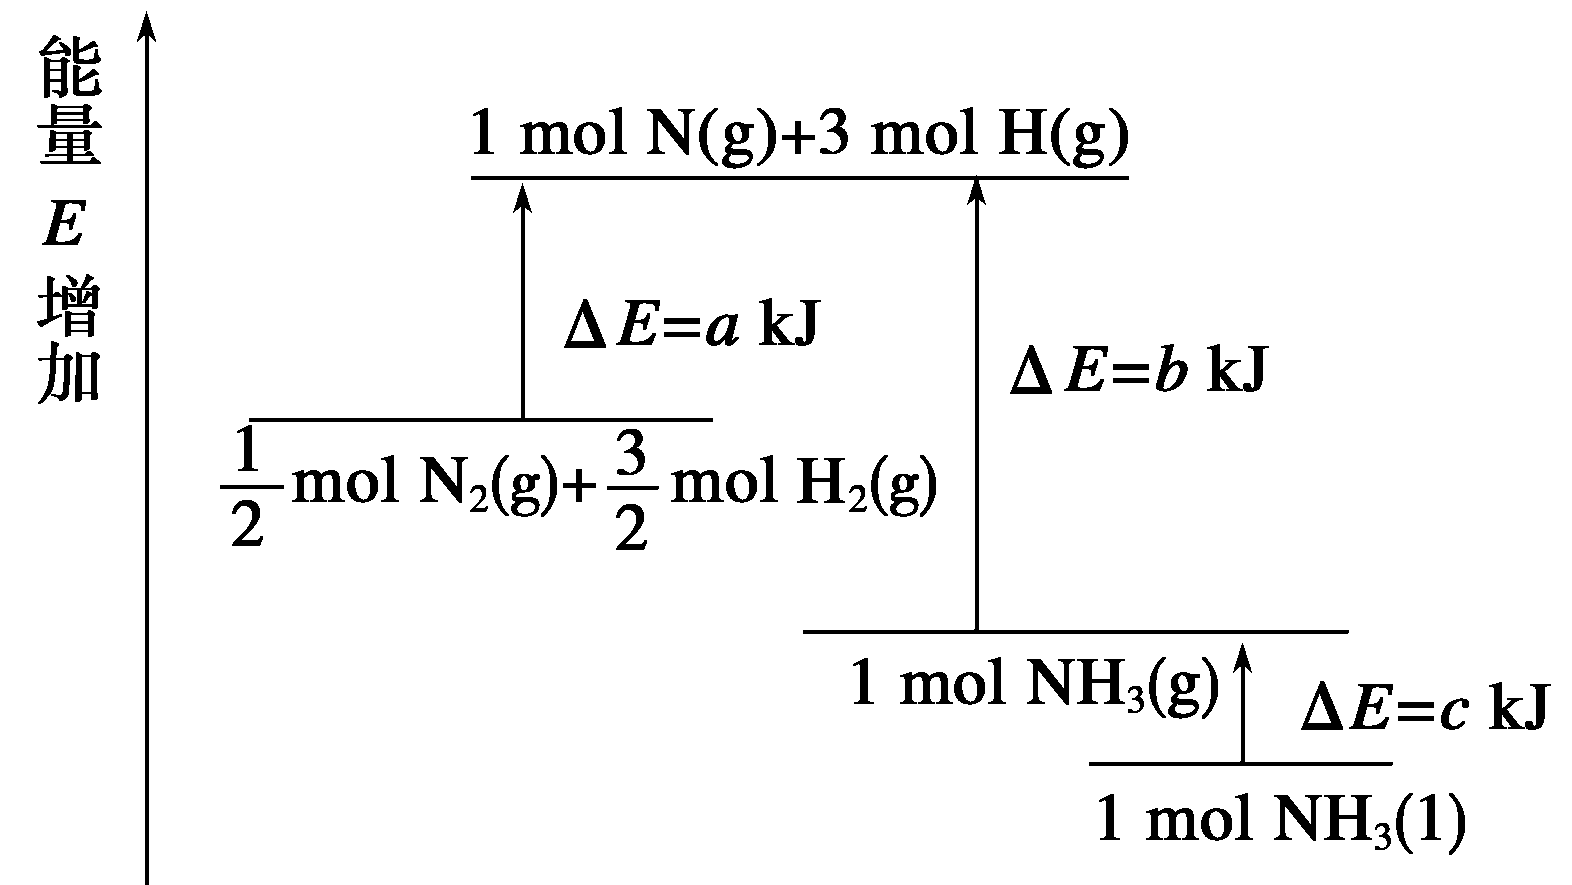 能量E增加
1 mol N(g)+3 mol H(g)
ΔE=a kJ
ΔE=b kJ
1/2 mol N₂(g)+3/2 mol H₂(g)
1 mol NH₃(g)
ΔE=c kJ
1 mol NH₃(1)